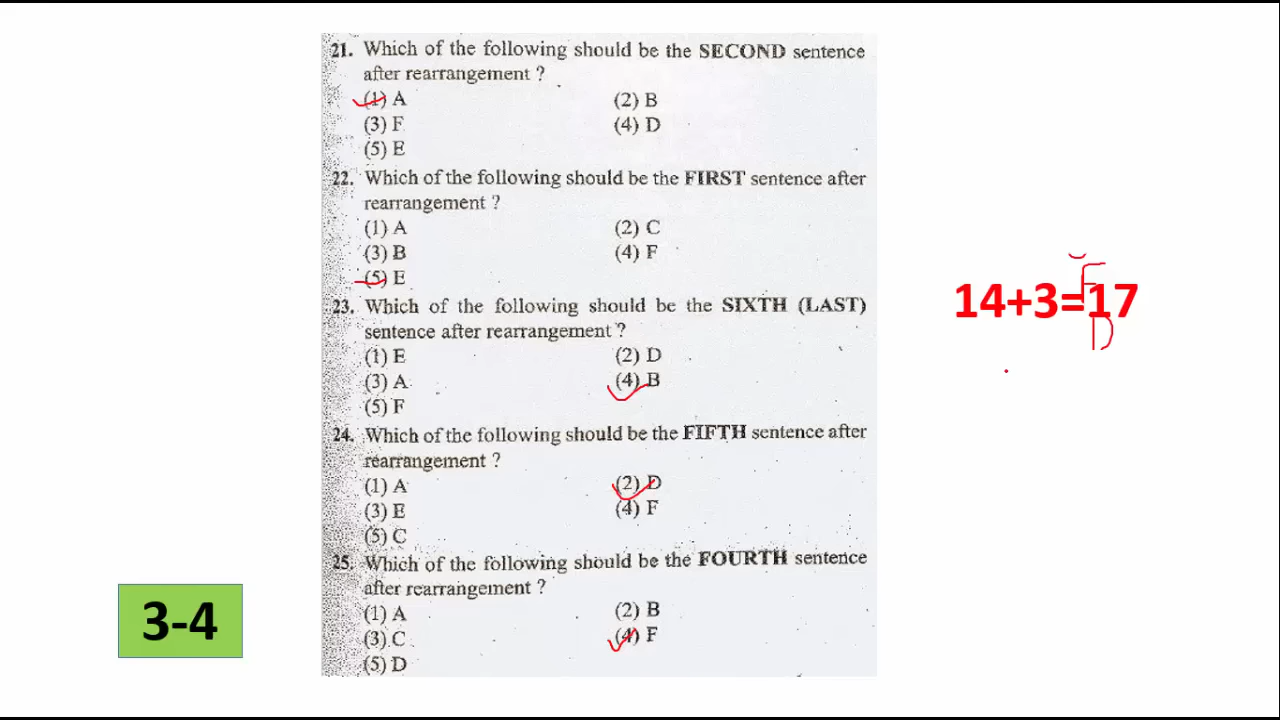 21. Which of the following should be the SECOND sentence
after rearrangement ?
(1) A (2) B
(3) F (4) D
(5) E
22. Which of the following should be the FIRST sentence after
rearrangement ?
(1) A (2) C
(3) B (4) F
(5) E
23. Which of the following should be the SIXTH (LAST)
sentence after rearrangement ?
(1) E (2) D
(3) A (4) B
(5) F
24. Which of the following should be the FIFTH sentence after
rearrangement ?
(1) A (2) D
(3) E (4) F
(5) C
25. Which of the following should be the FOURTH sentence
after rearrangement ?
(1) A (2) B
(3) C (4) F
(5) D
F
14+3=17
D
3-4